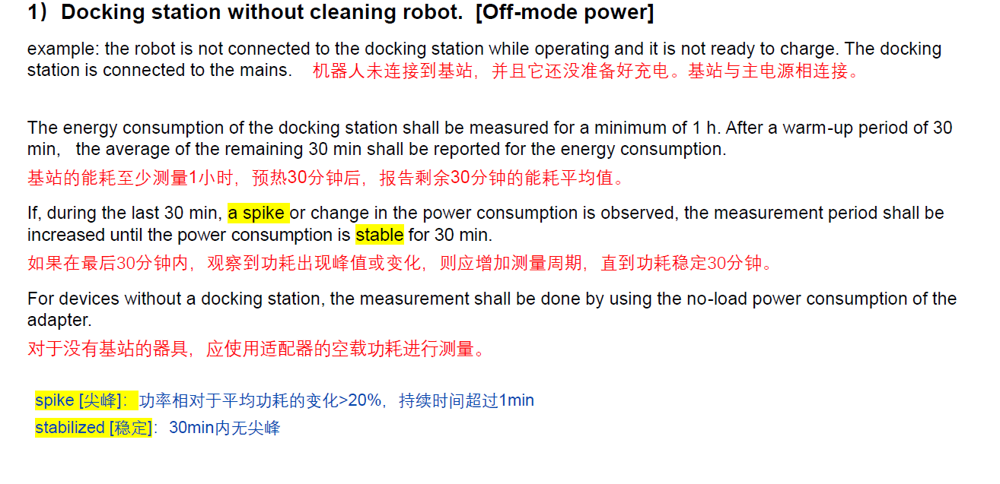 1）Docking station without cleaning robot.  [Off-mode power]
example: the robot is not connected to the docking station while operating and it is not ready to charge. The docking
station is connected to the mains.    机器人未连接到基站，并且它还没准备好充电。基站与主电源相连接。
The energy consumption of the docking station shall be measured for a minimum of 1 h. After a warm-up period of 30
min,   the average of the remaining 30 min shall be reported for the energy consumption.
基站的能耗至少测量1小时，预热30分钟后，报告剩余30分钟的能耗平均值。
If, during the last 30 min, a spike or change in the power consumption is observed, the measurement period shall be
increased until the power consumption is stable for 30 min.
如果在最后30分钟内，观察到功耗出现峰值或变化，则应增加测量周期，直到功耗稳定30分钟。
For devices without a docking station, the measurement shall be done by using the no-load power consumption of the
adapter.
对于没有基站的器具，应使用适配器的空载功耗进行测量。
spike [尖峰]：功率相对于平均功耗的变化>20%，持续时间超过1min
stabilized [稳定]：30min内无尖峰